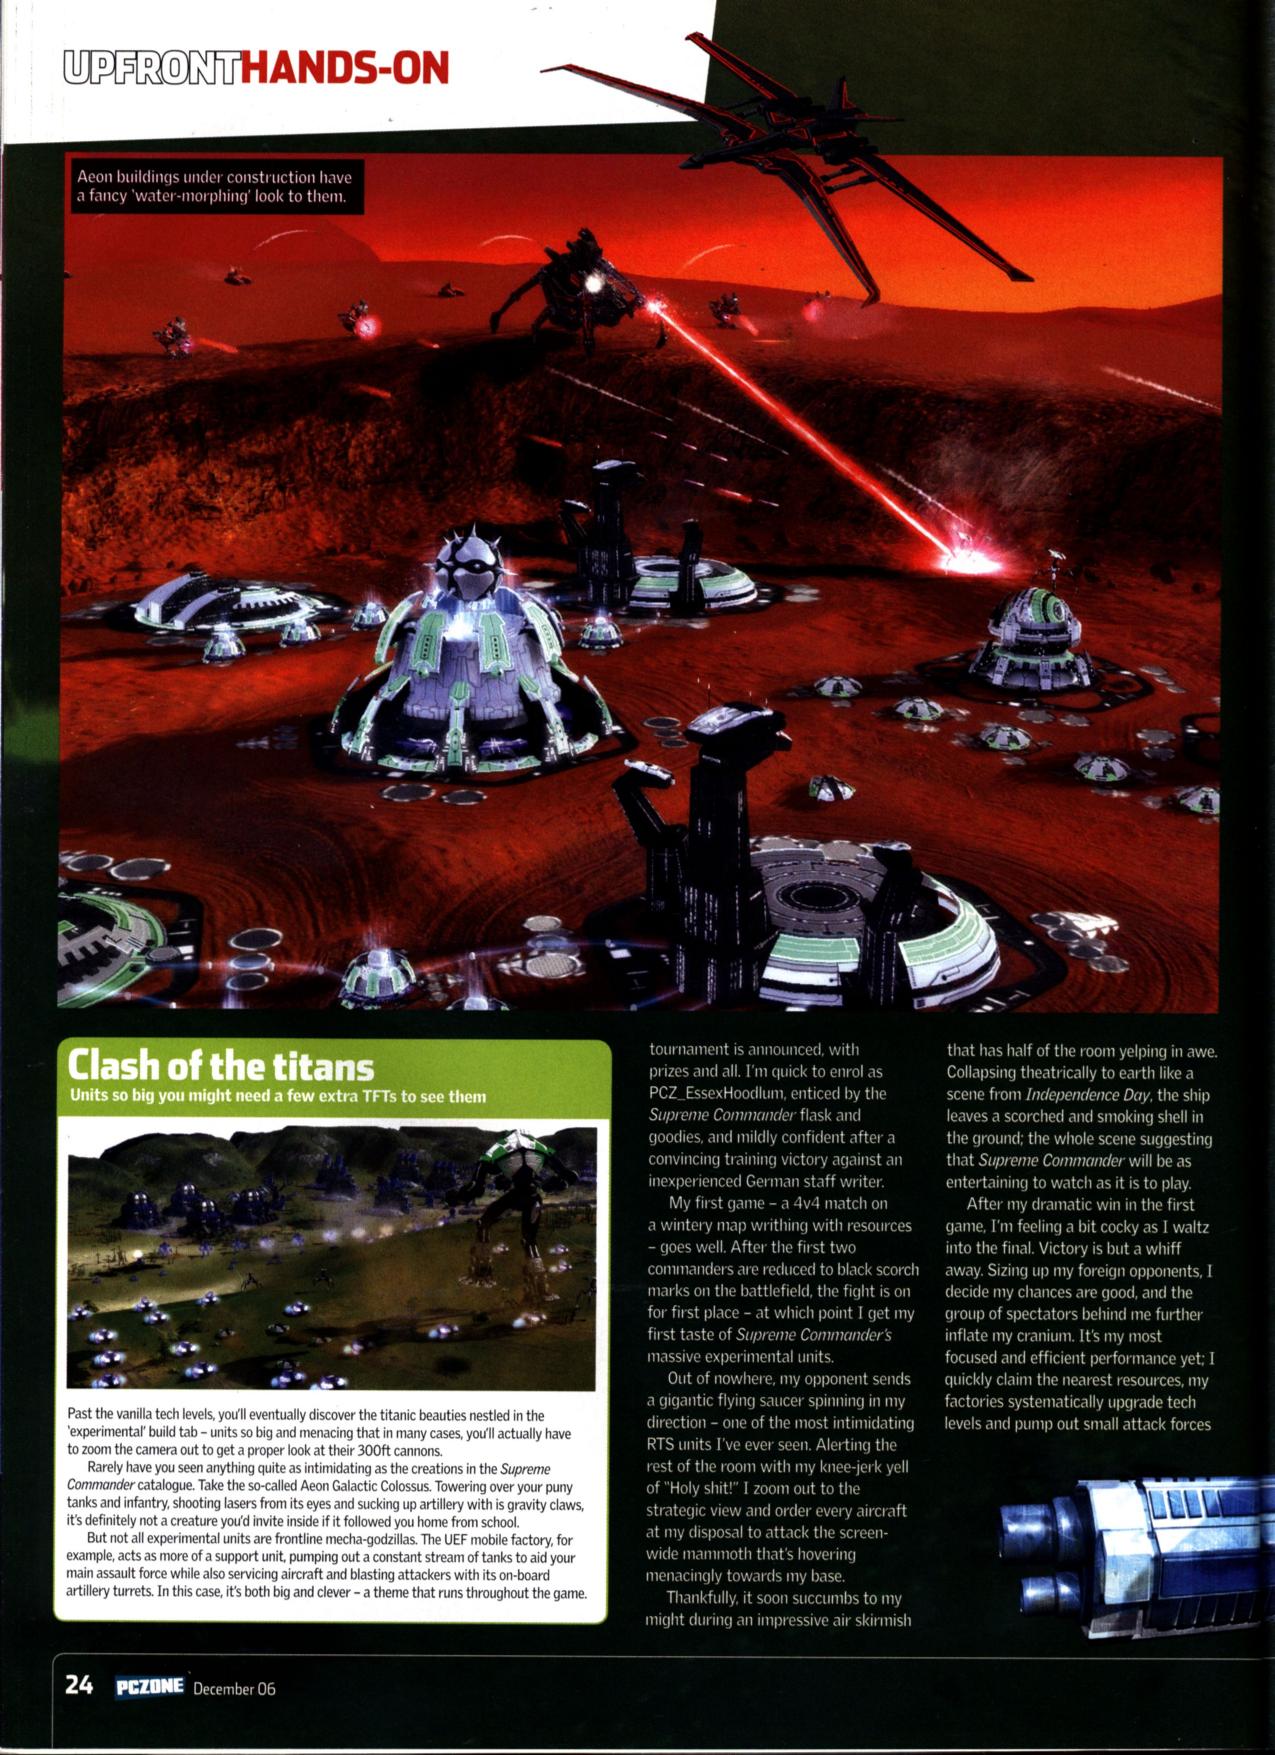 UPFRONTHANDS-ON
Aeon buildings under construction have
a fancy 'water-morphing' look to them.
Clash of the titans
Units so big you might need a few extra TFTs to see them
Past the vanilla tech levels, you'll eventually discover the titanic beauties nestled in the
'experimental' build tab – units so big and menacing that in many cases, you'll actually have
to zoom the camera out to get a proper look at their 300ft cannons.
Rarely have you seen anything quite as intimidating as the creations in the Supreme
Commander catalogue. Take the so-called Aeon Galactic Colossus. Towering over your puny
tanks and infantry, shooting lasers from its eyes and sucking up artillery with is gravity claws,
it's definitely not a creature you'd invite inside if it followed you home from school.
But not all experimental units are frontline mecha-godzillas. The UEF mobile factory, for
example, acts as more of a support unit, pumping out a constant stream of tanks to aid your
main assault force while also servicing aircraft and blasting attackers with its on-board
artillery turrets. In this case, it's both big and clever – a theme that runs throughout the game.
tournament is announced, with
prizes and all. I'm quick to enrol as
PCZ_EssexHoodlum, enticed by the
Supreme Commander flask and
goodies, and mildly confident after a
convincing training victory against an
inexperienced German staff writer.
My first game – a 4v4 match on
a wintery map writhing with resources
– goes well. After the first two
commanders are reduced to black scorch
marks on the battlefield, the fight is on
for first place – at which point I get my
first taste of Supreme Commander's
massive experimental units.
Out of nowhere, my opponent sends
a gigantic flying saucer spinning in my
direction – one of the most intimidating
RTS units I've ever seen. Alerting the
rest of the room with my knee-jerk yell
of "Holy shit!" I zoom out to the
strategic view and order every aircraft
at my disposal to attack the screen-
wide mammoth that's hovering
menacingly towards my base.
Thankfully, it soon succumbs to my
might during an impressive air skirmish
that has half of the room yelping in awe.
Collapsing theatrically to earth like a
scene from Independence Day, the ship
leaves a scorched and smoking shell in
the ground; the whole scene suggesting
that Supreme Commander will be as
entertaining to watch as it is to play.
After my dramatic win in the first
game, I'm feeling a bit cocky as I waltz
into the final. Victory is but a whiff
away. Sizing up my foreign opponents, I
decide my chances are good, and the
group of spectators behind me further
inflate my cranium. It's my most
focused and efficient performance yet; I
quickly claim the nearest resources, my
factories systematically upgrade tech
levels and pump out small attack forces
24 PCZONE December 06